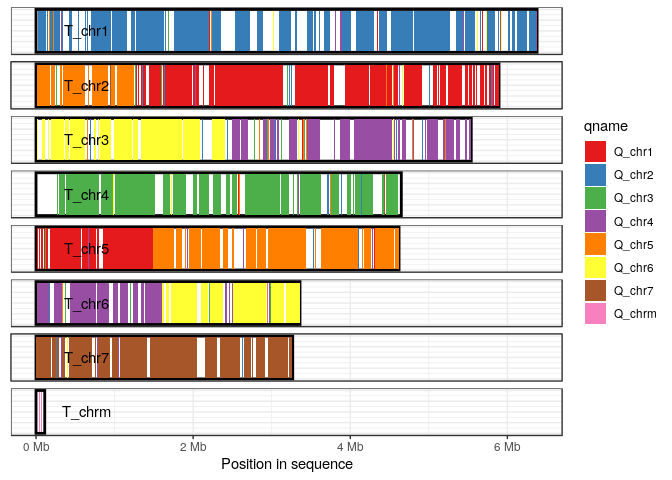 T_chr1
T_chr2
T_chr3
T_chr4
T_chr5
T_chr6
T_chr7
T_chrm
0 Mb
2 Mb
4 Mb
6 Mb
Position in sequence
qname
Q_chr1
Q_chr2
Q_chr3
Q_chr4
Q_chr5
Q_chr6
Q_chr7
Q_chrm